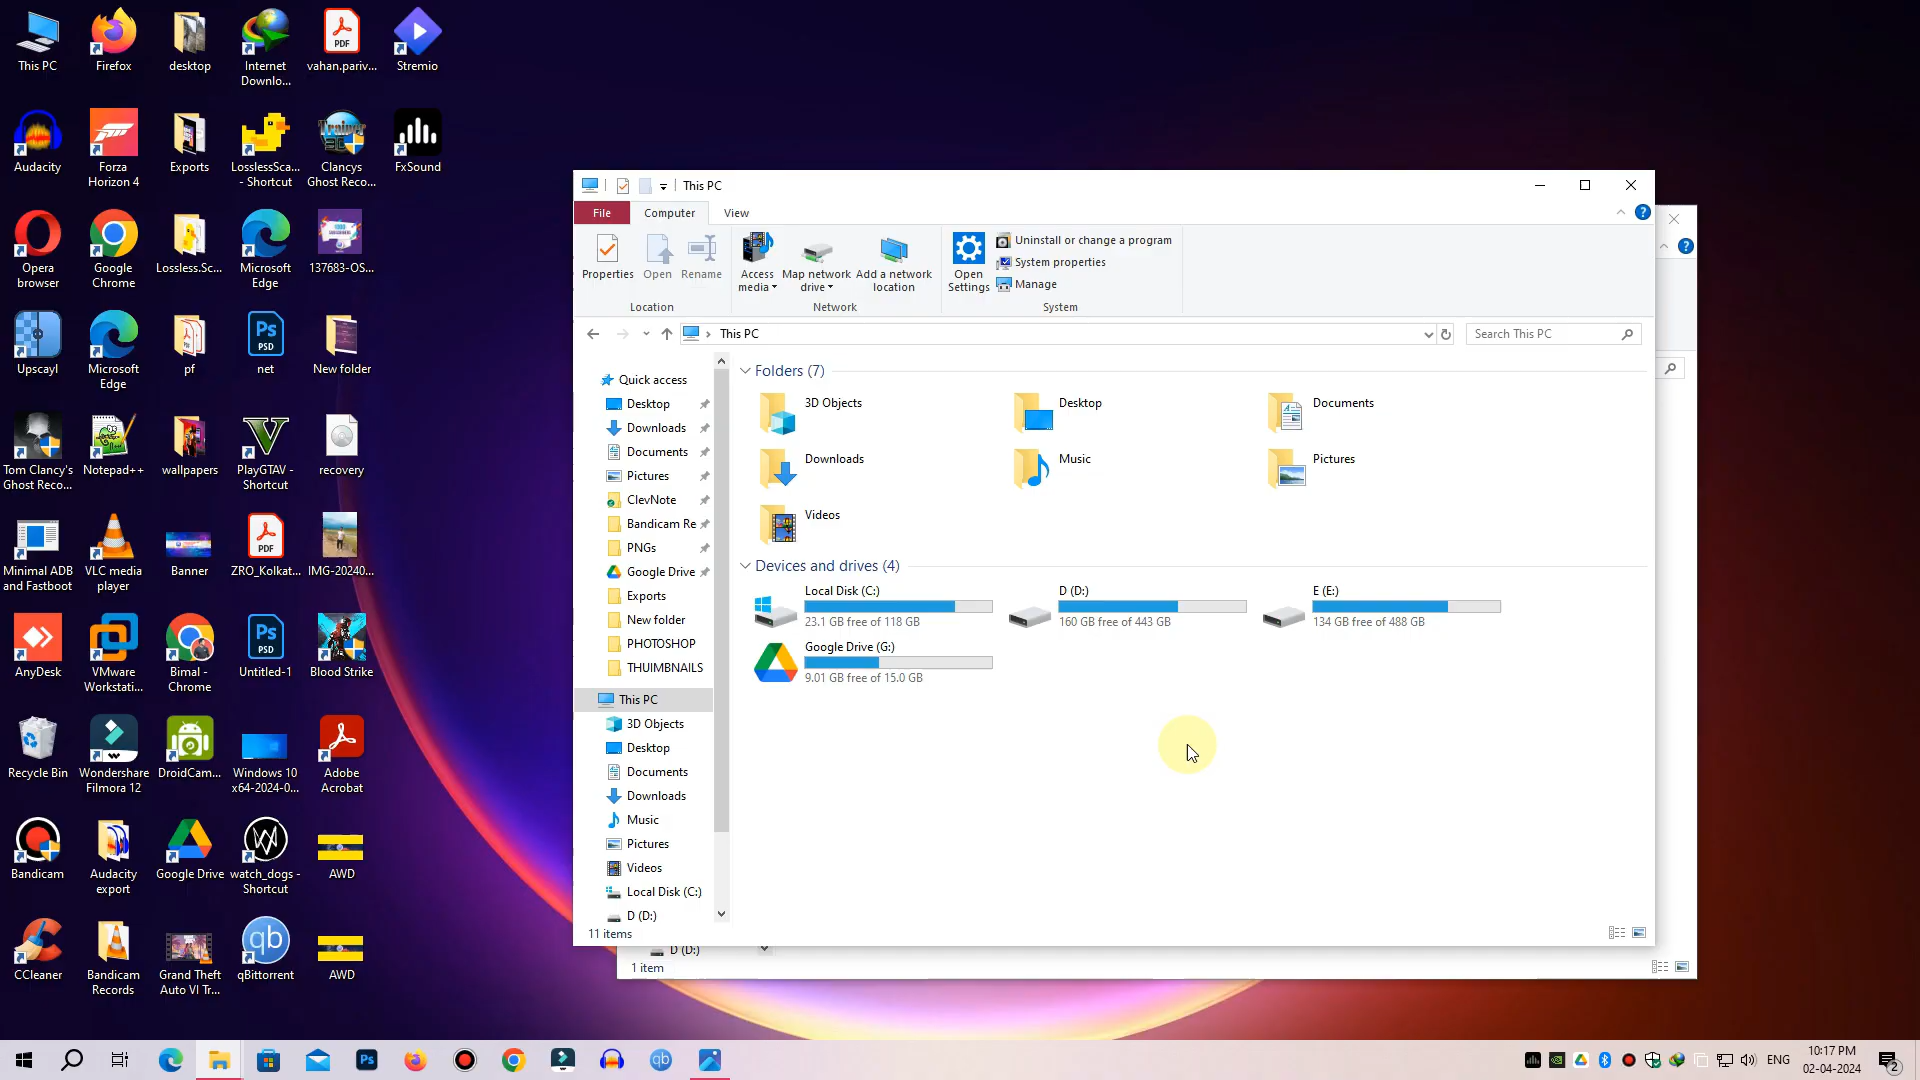 This PC
Firefox
desktop
Internet
Downlo...
PDF
vahan.pariv...
Stremio
Audacity
Forza
Horizon 4
Exports
LosslessSca...
- Shortcut
Clancys
Ghost Reco...
FxSound
Opera
browser
Google
Chrome
Lossless.Sc...
Microsoft
Edge
137683-OS...
Upscayl
Microsoft
Edge
pf
Ps
PSD
net
New folder
Tom Clancy's
Ghost Reco...
Notepad++
wallpapers
PlayGTAV -
Shortcut
recovery
Minimal ADB
and Fastboot
VLC media
player
Banner
PDF
ZRO_Kolkat...
IMG-20240...
AnyDesk
VMware
Workstati...
Bimal -
Chrome
Ps
PSD
Untitled-1
Blood Strike
Recycle Bin
Wondershare
Filmora 12
DroidCam...
Windows 10
x64-2024-0...
Adobe
Acrobat
Bandicam
Audacity
export
Google Drive
watch_dogs -
Shortcut
AWD
CCleaner
Bandicam
Records
Grand Theft
Auto VI Tr...
qb
qBittorrent
AWD
This PC
File
Computer
View
Properties
Open
Rename
Location
Access
media
Map network
drive
Add a network
location
Network
Open
Settings
Uninstall or change a program
System properties
Manage
System
This PC
Search This PC
Quick access
Desktop
Downloads
Documents
Pictures
ClevNote
Bandicam Re
PNGs
Google Drive
Exports
New folder
PHOTOSHOP
THUIMBNAILS
This PC
3D Objects
Desktop
Documents
Downloads
Music
Pictures
Videos
Local Disk (C:)
D (D:)
Folders (7)
3D Objects
Desktop
Documents
Downloads
Music
Pictures
Videos
Devices and drives (4)
Local Disk (C:)
23.1 GB free of 118 GB
D (D:)
160 GB free of 443 GB
E (E:)
134 GB free of 488 GB
Google Drive (G:)
9.01 GB free of 15.0 GB
11 items
D (D:)
1 item
Ps
qb
ENG
10:17 PM
02-04-2024
2